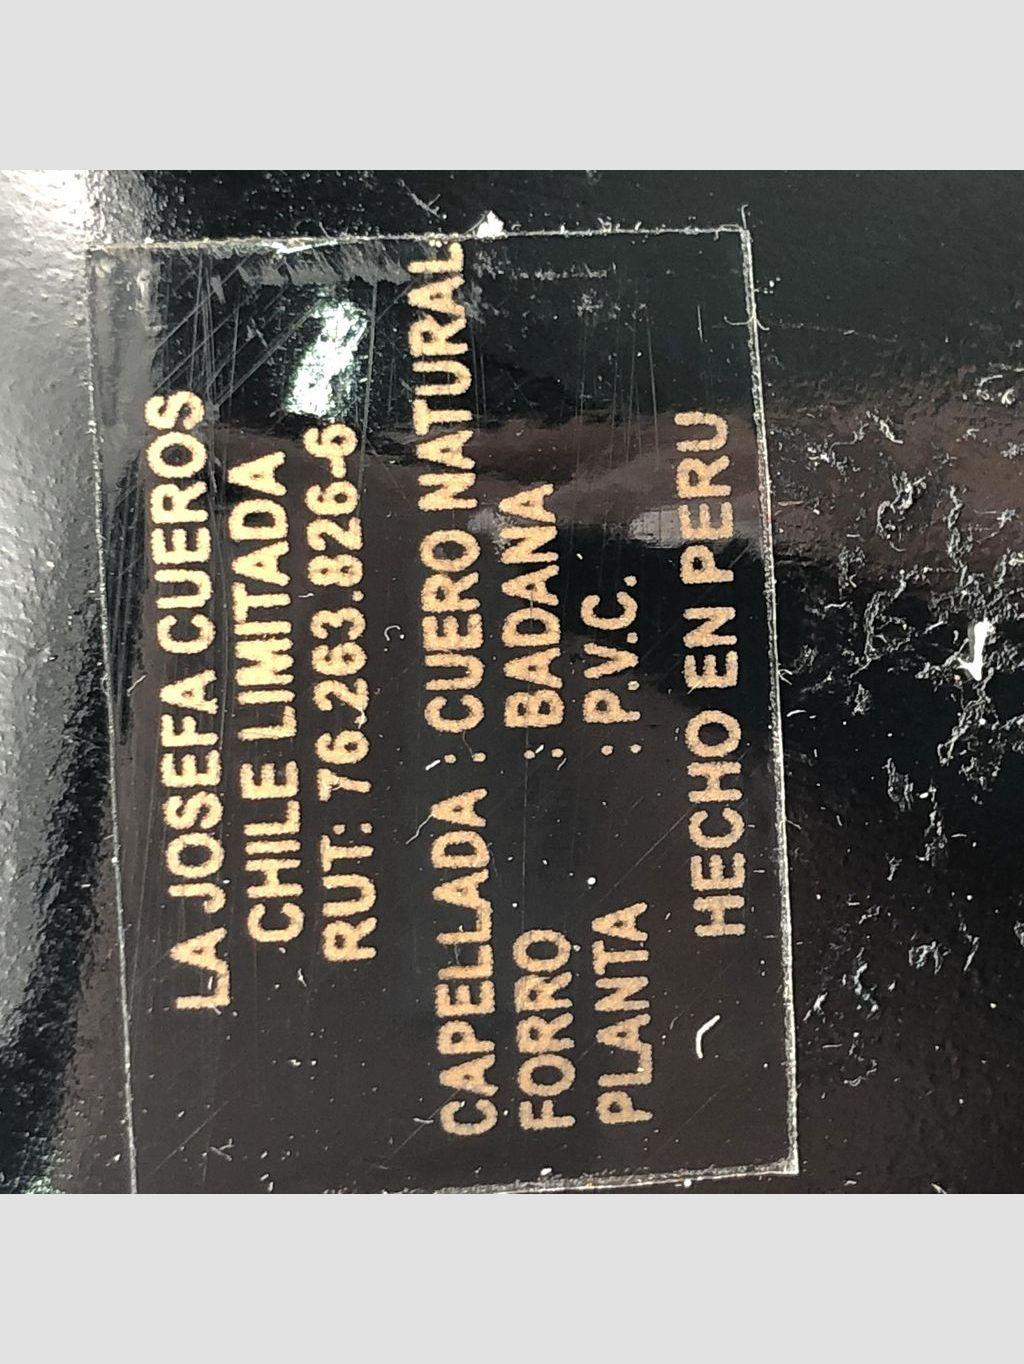 LA JOSEFA CUEROS
CHILE LIMITADA
RUT: 76.263.826-6
CAPELLADA : CUERO NATURAL
FORRO : BADANA
PLANTA : P.V.C.
HECHO EN PERU